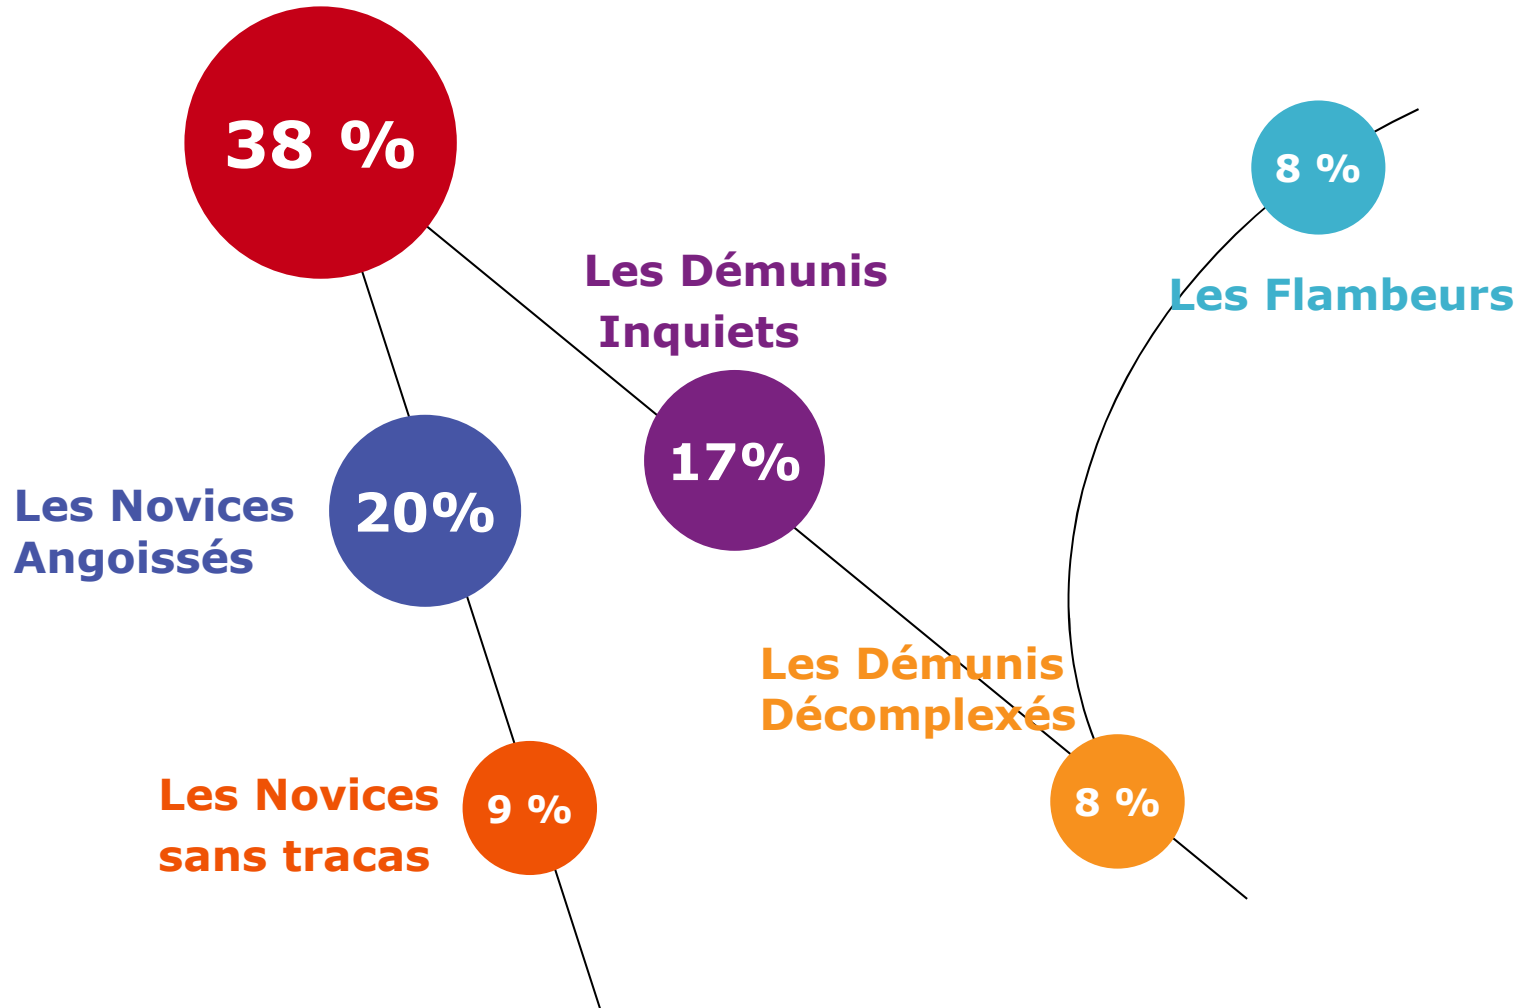 38 %
8 %
Les Démunis
Inquiets
Les Flambeurs
17%
Les Novices
Angoissés
20%
Les Démunis
Décomplexés
8 %
Les Novices
sans tracas
9 %